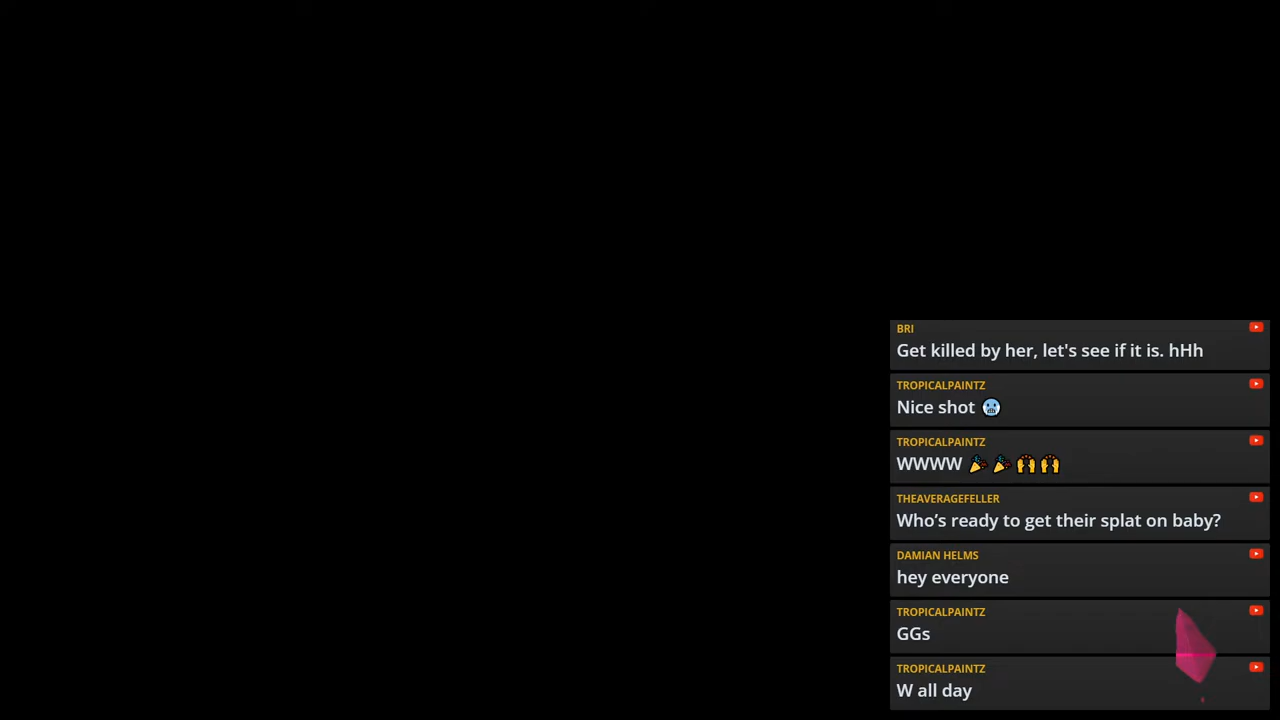 BRI
Get killed by her, let's see if it is. hHh
TROPICALPAINTZ
Nice shot 🥶
TROPICALPAINTZ
WWWW 🎉 🎉 🙌 🙌
THEAVERAGEFELLER
Who’s ready to get their splat on baby?
DAMIAN HELMS
hey everyone
TROPICALPAINTZ
GGs
TROPICALPAINTZ
W all day